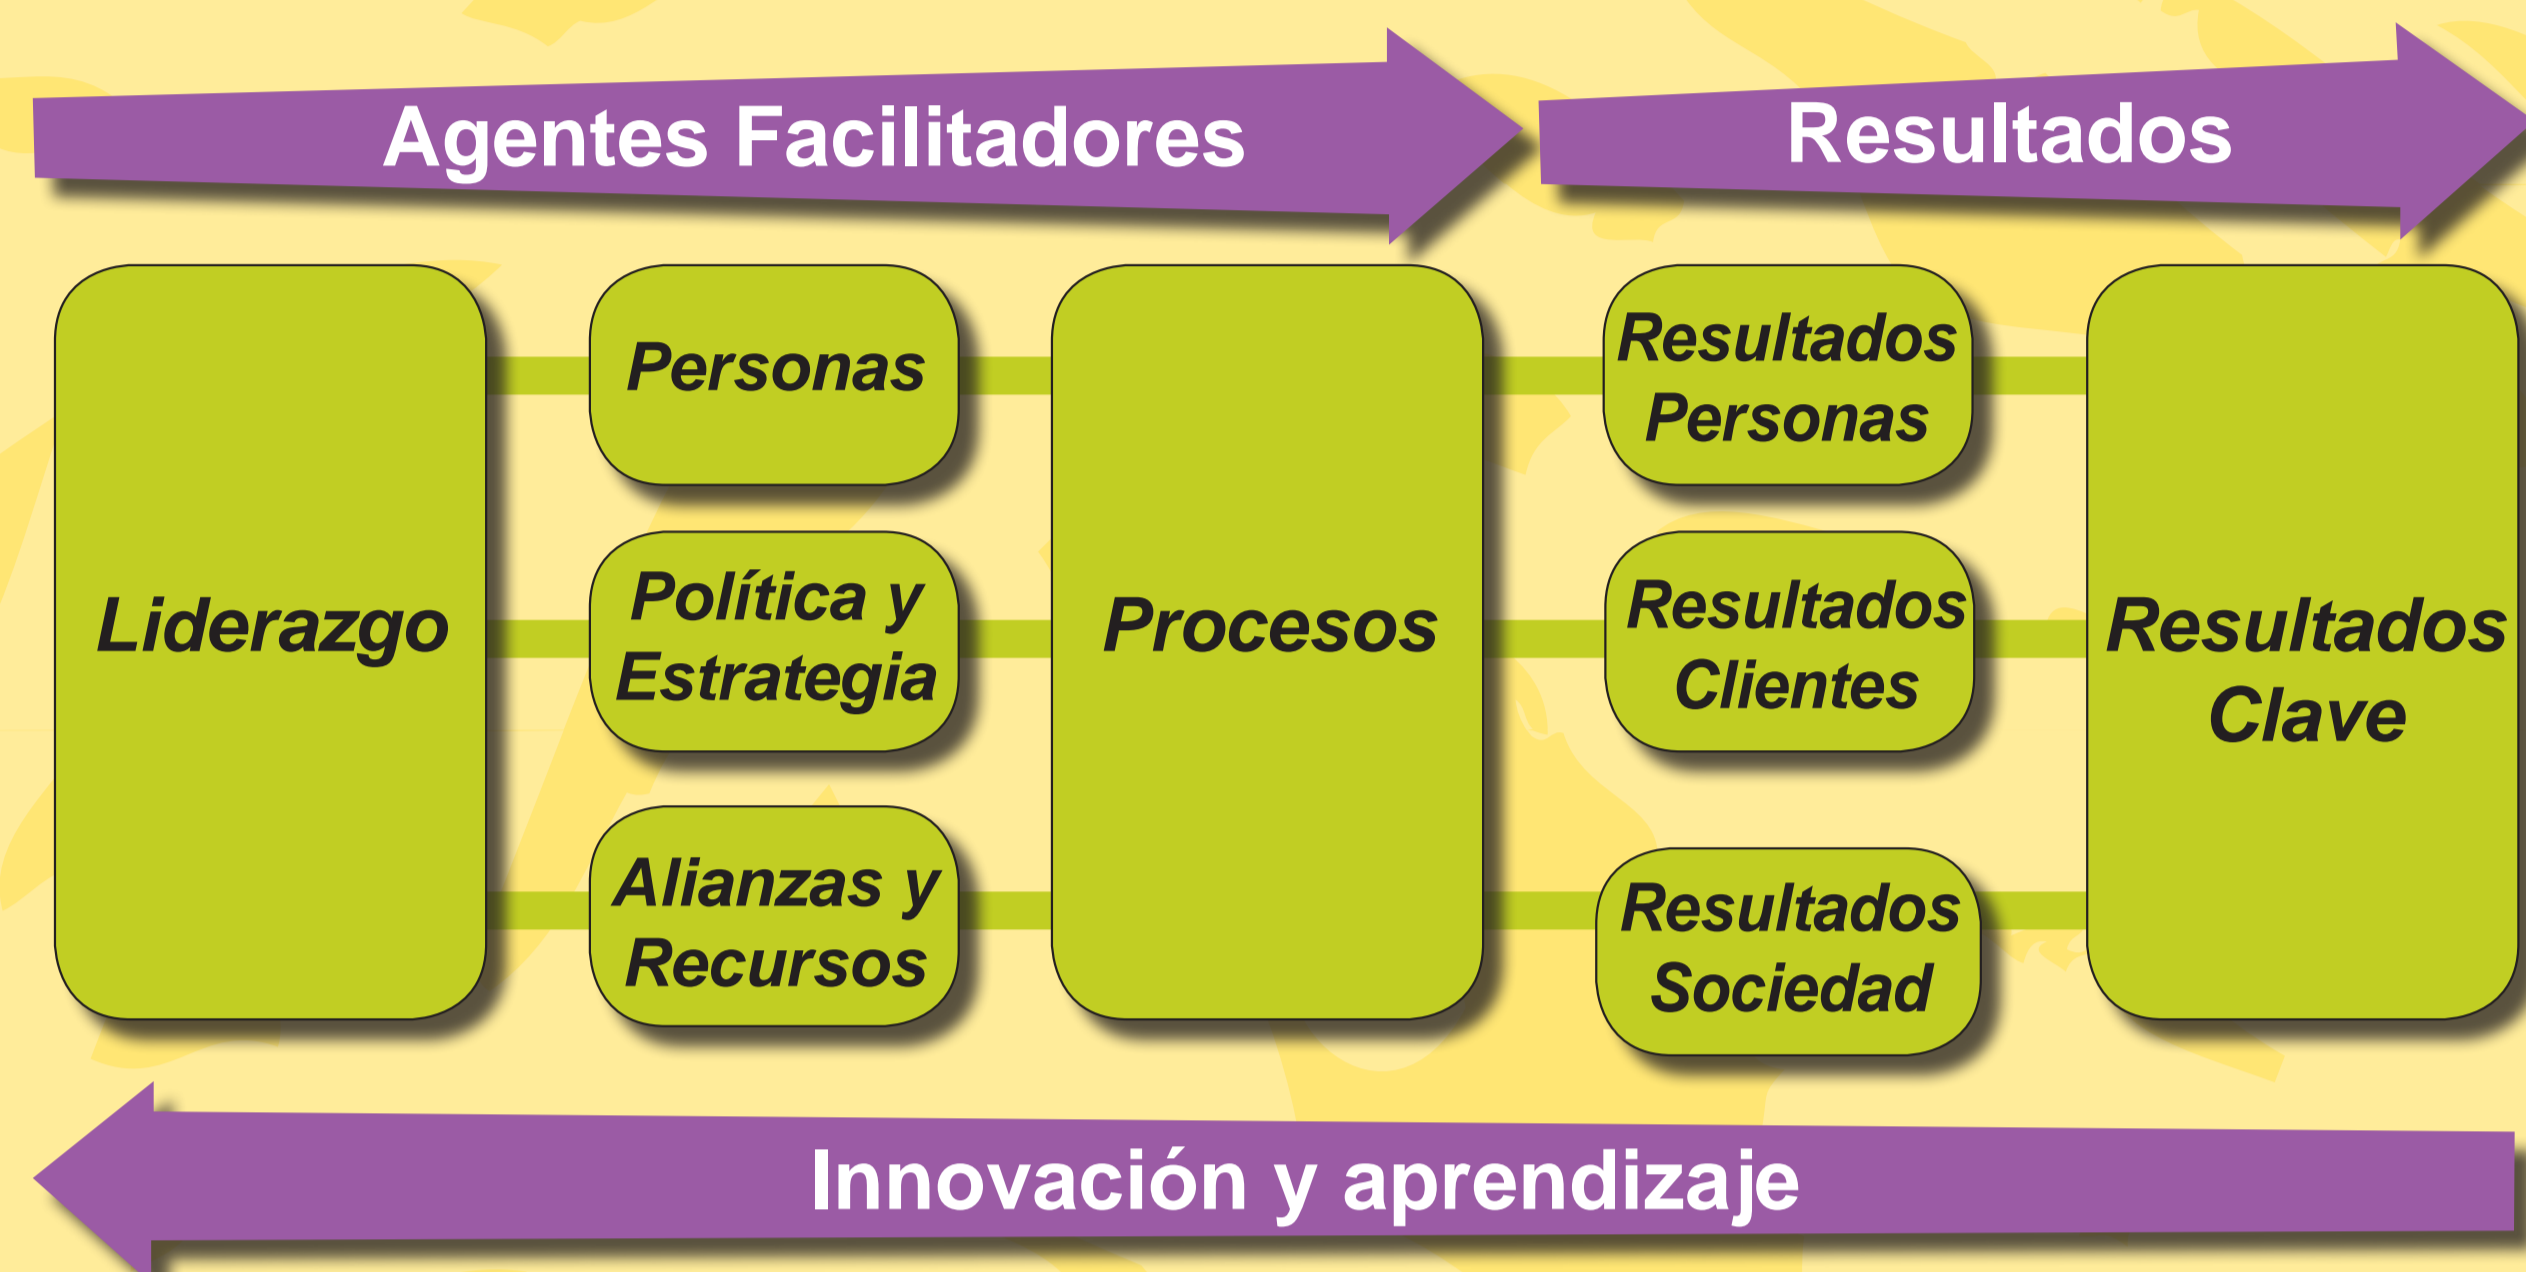 Agentes Facilitadores
Resultados
Liderazgo
Personas
Política y
Estrategia
Alianzas y
Recursos
Procesos
Resultados
Personas
Resultados
Clientes
Resultados
Sociedad
Resultados
Clave
Innovación y aprendizaje